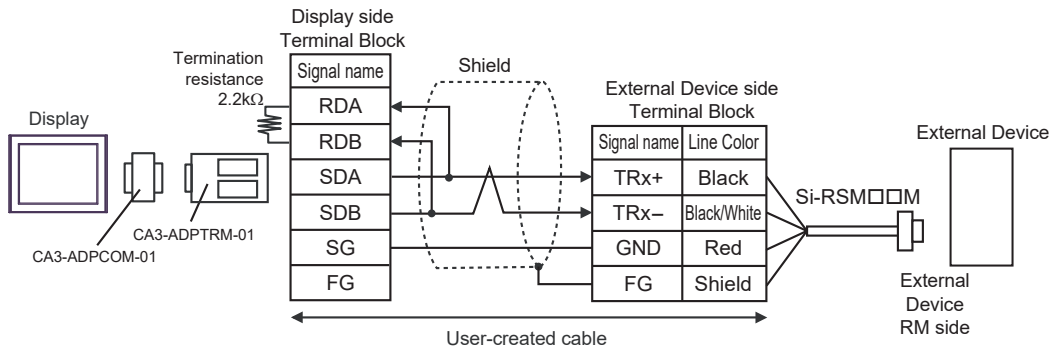 Display side
Terminal Block
Termination
resistance
2.2kΩ
Signal name
RDA
RDB
SDA
SDB
SG
FG
Shield
External Device side
Terminal Block
Signal name Line Color
TRx+ Black
TRx− Black/White
GND Red
FG Shield
Display
CA3-ADPCOM-01
CA3-ADPTRM-01
Si-RSM□□M
External Device
External
Device
RM side
User-created cable